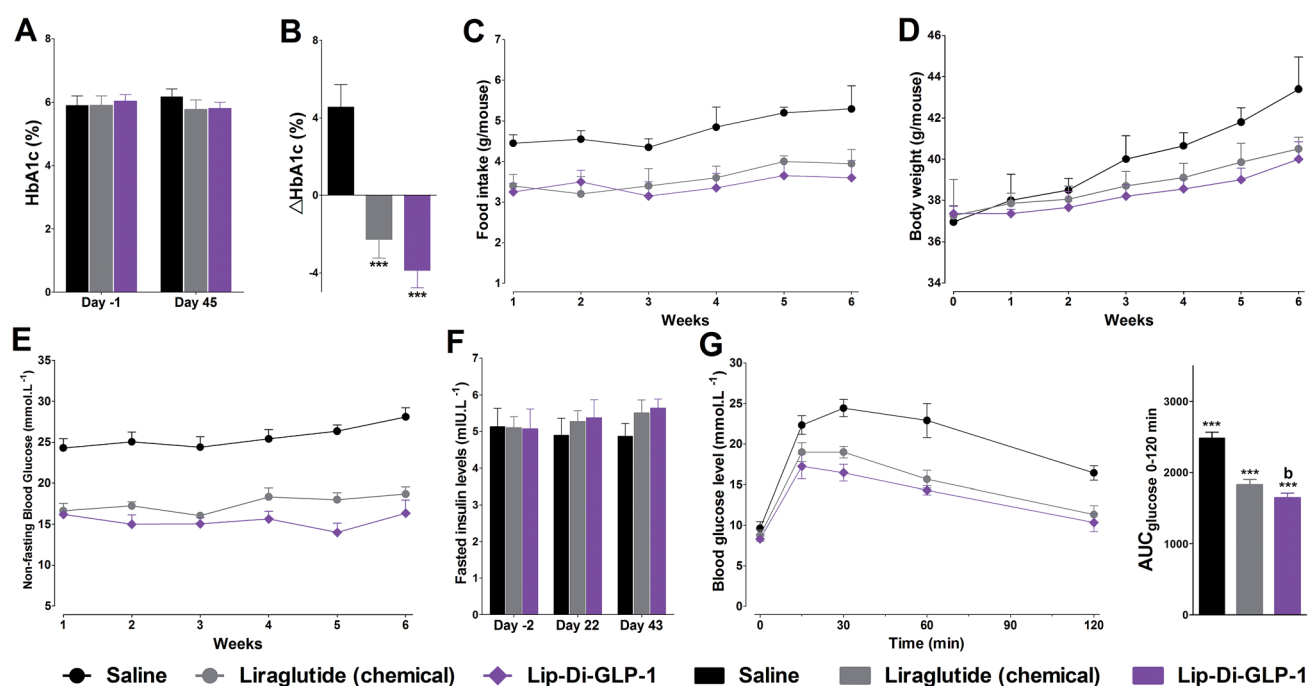 A
HbA1c (%)
8
6
4
2
0
Day -1
Day 45
B
△HbA1c (%)
8
4
0
-4
***
***
C
Food intake (g/mouse)
7
6
5
4
3
2
1
1 2 3 4 5 6
Weeks
D
Body weight (g/mouse)
46
43
40
37
34
0 1 2 3 4 5 6
Weeks
E
Non-fasting Blood Glucose (mmol.L⁻¹)
35
30
25
20
15
10
5
1 2 3 4 5 6
Weeks
F
Fasted insulin levels (mIU.L⁻¹)
7
6
5
4
3
2
1
0
Day -2 Day 22 Day 43
G
Blood glucose level (mmol.L⁻¹)
30
25
20
15
10
5
0
0 30 60 90 120
Time (min)
AUCglucose 0-120 min
3000
2000
1000
0
***
***
b
***
Saline Liraglutide (chemical) Lip-Di-GLP-1 Saline Liraglutide (chemical) Lip-Di-GLP-1